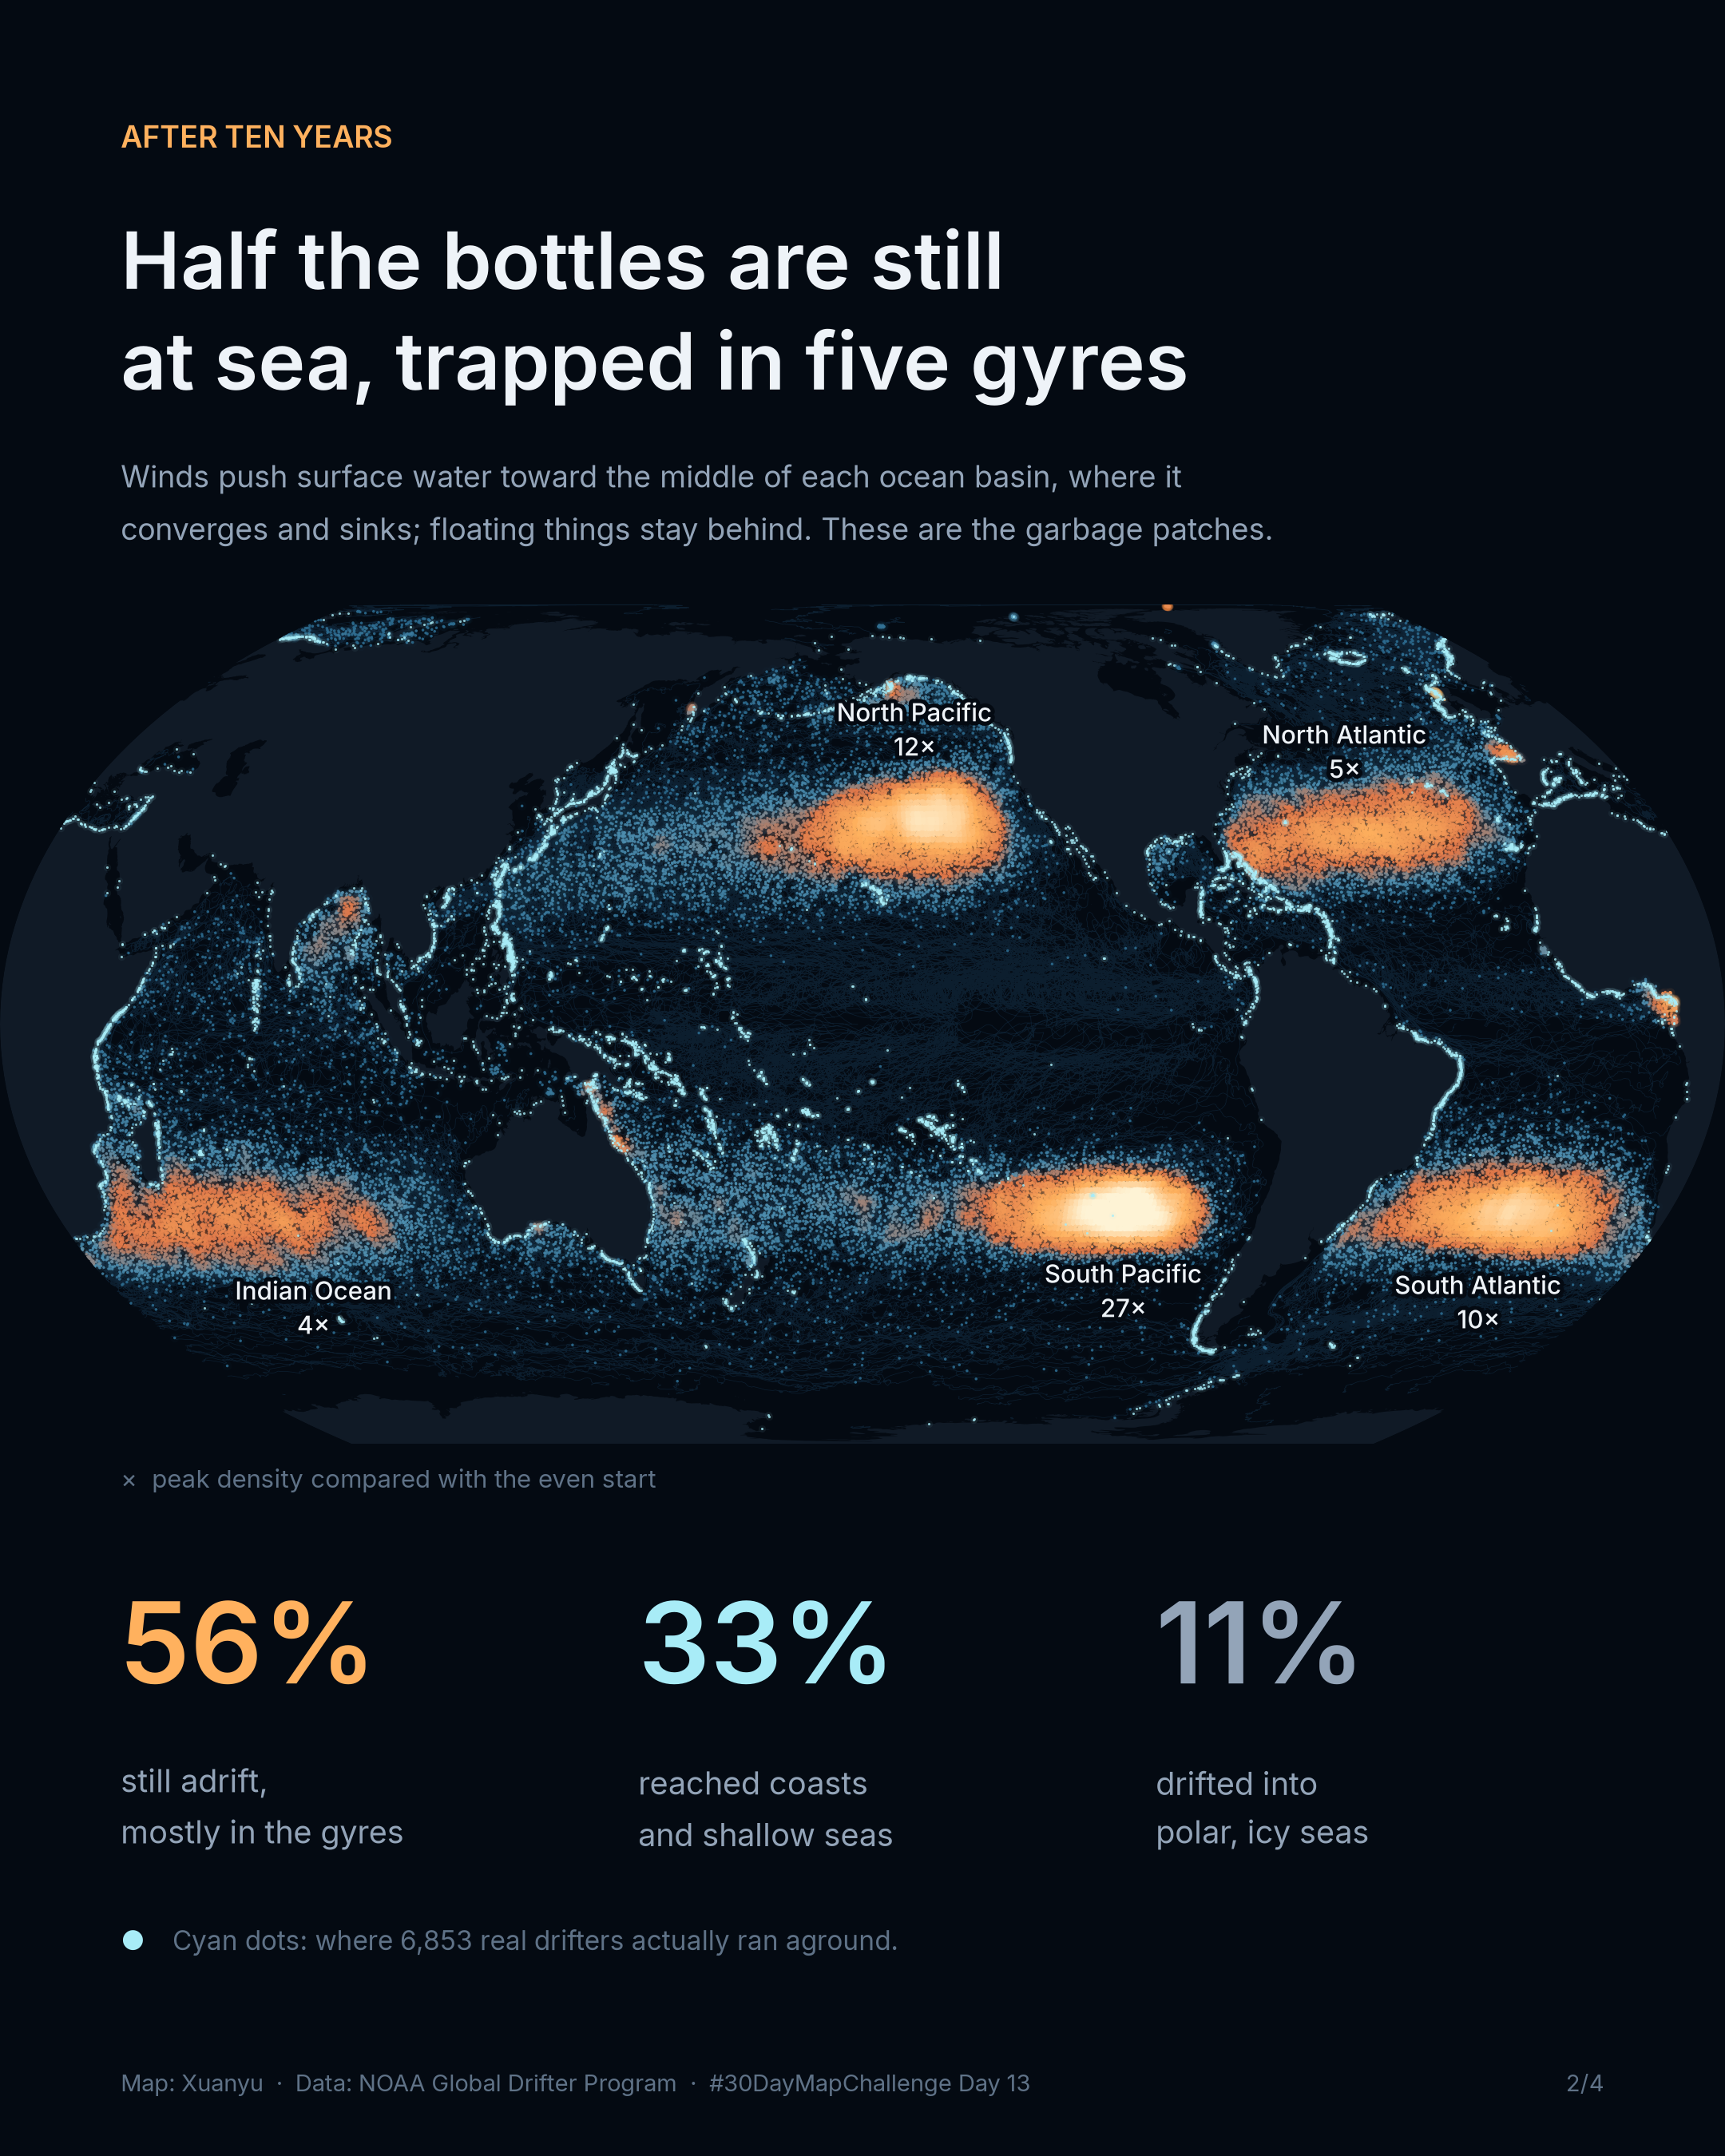 AFTER TEN YEARS
Half the bottles are still
at sea, trapped in five gyres
Winds push surface water toward the middle of each ocean basin, where it
converges and sinks; floating things stay behind. These are the garbage patches.
North Pacific
12×
North Atlantic
5×
Indian Ocean
4×
South Pacific
27×
South Atlantic
10×
× peak density compared with the even start
56%
still adrift,
mostly in the gyres
33%
reached coasts
and shallow seas
11%
drifted into
polar, icy seas
Cyan dots: where 6,853 real drifters actually ran aground.
Map: Xuanyu · Data: NOAA Global Drifter Program · #30DayMapChallenge Day 13
2/4